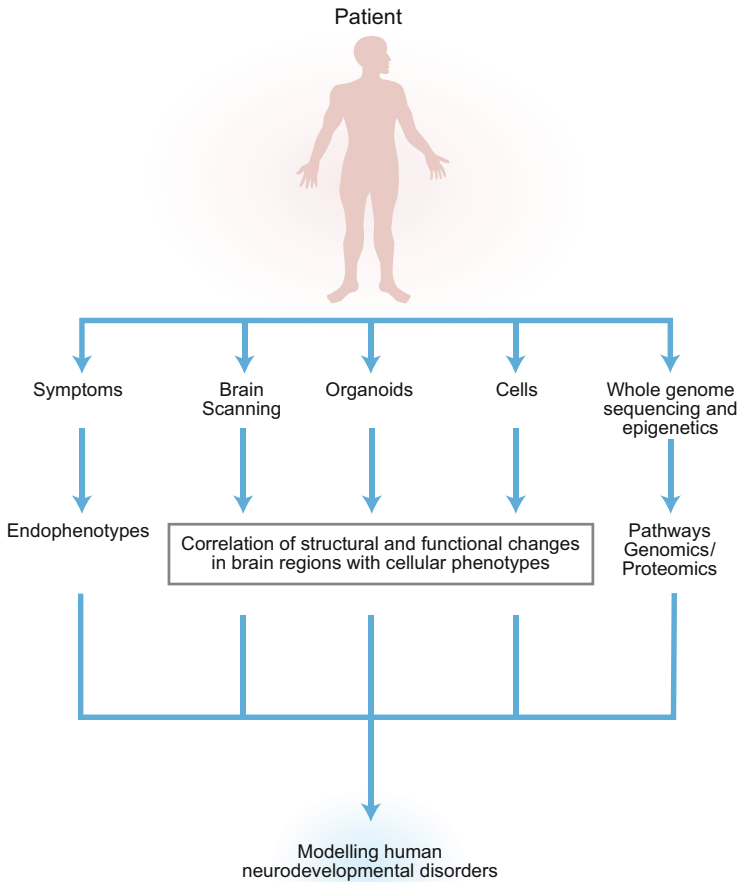 Patient
Symptoms
Brain
Scanning
Organoids
Cells
Whole genome
sequencing and
epigenetics
Endophenotypes
Correlation of structural and functional changes
in brain regions with cellular phenotypes
Pathways
Genomics/
Proteomics
Modelling human
neurodevelopmental disorders